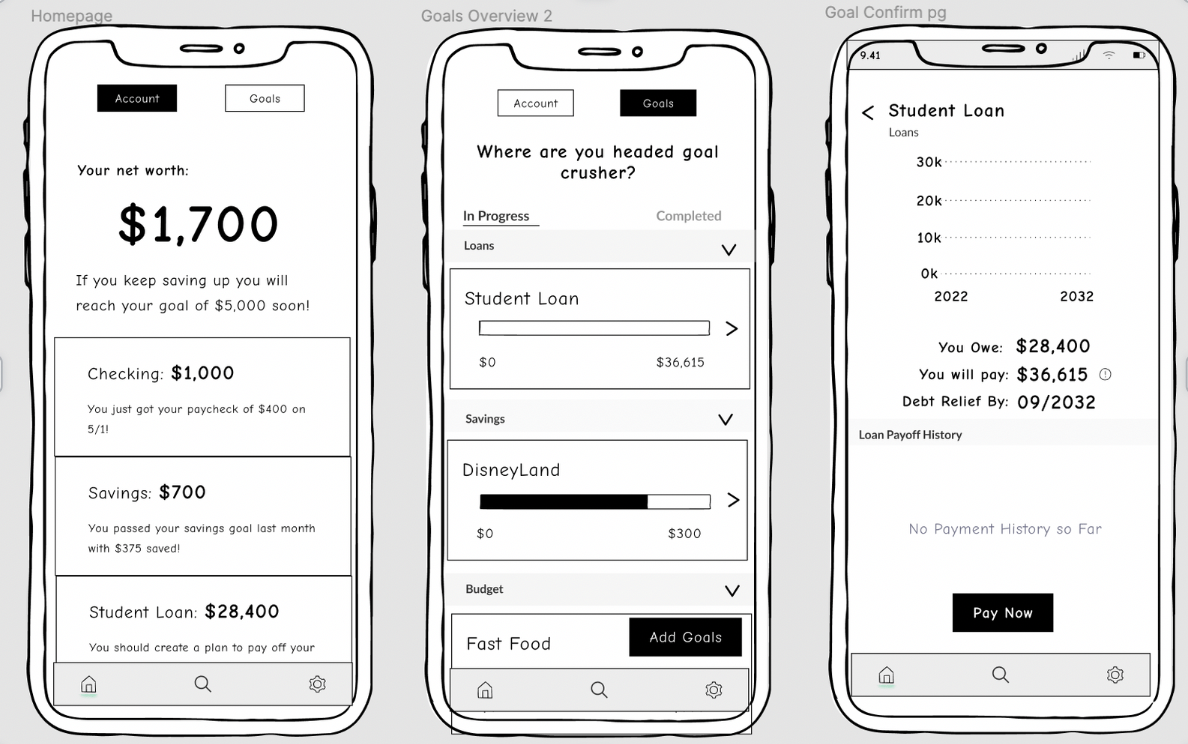 Homepage
Account
Goals
Your net worth:
$1,700
If you keep saving up you will
reach your goal of $5,000 soon!
Checking: $1,000
You just got your paycheck of $400 on
5/1!
Savings: $700
You passed your savings goal last month
with $375 saved!
Student Loan: $28,400
You should create a plan to pay off your
Goals Overview 2
Account
Goals
Where are you headed goal
crusher?
In Progress
Completed
Loans
Student Loan
$0
$36,615
Savings
DisneyLand
$0
$300
Budget
Fast Food
Add Goals
Goal Confirm pg
9.41
Student Loan
Loans
30k
20k
10k
0k
2022
2032
You Owe: $28,400
You will pay: $36,615
Debt Relief By: 09/2032
Loan Payoff History
No Payment History so Far
Pay Now